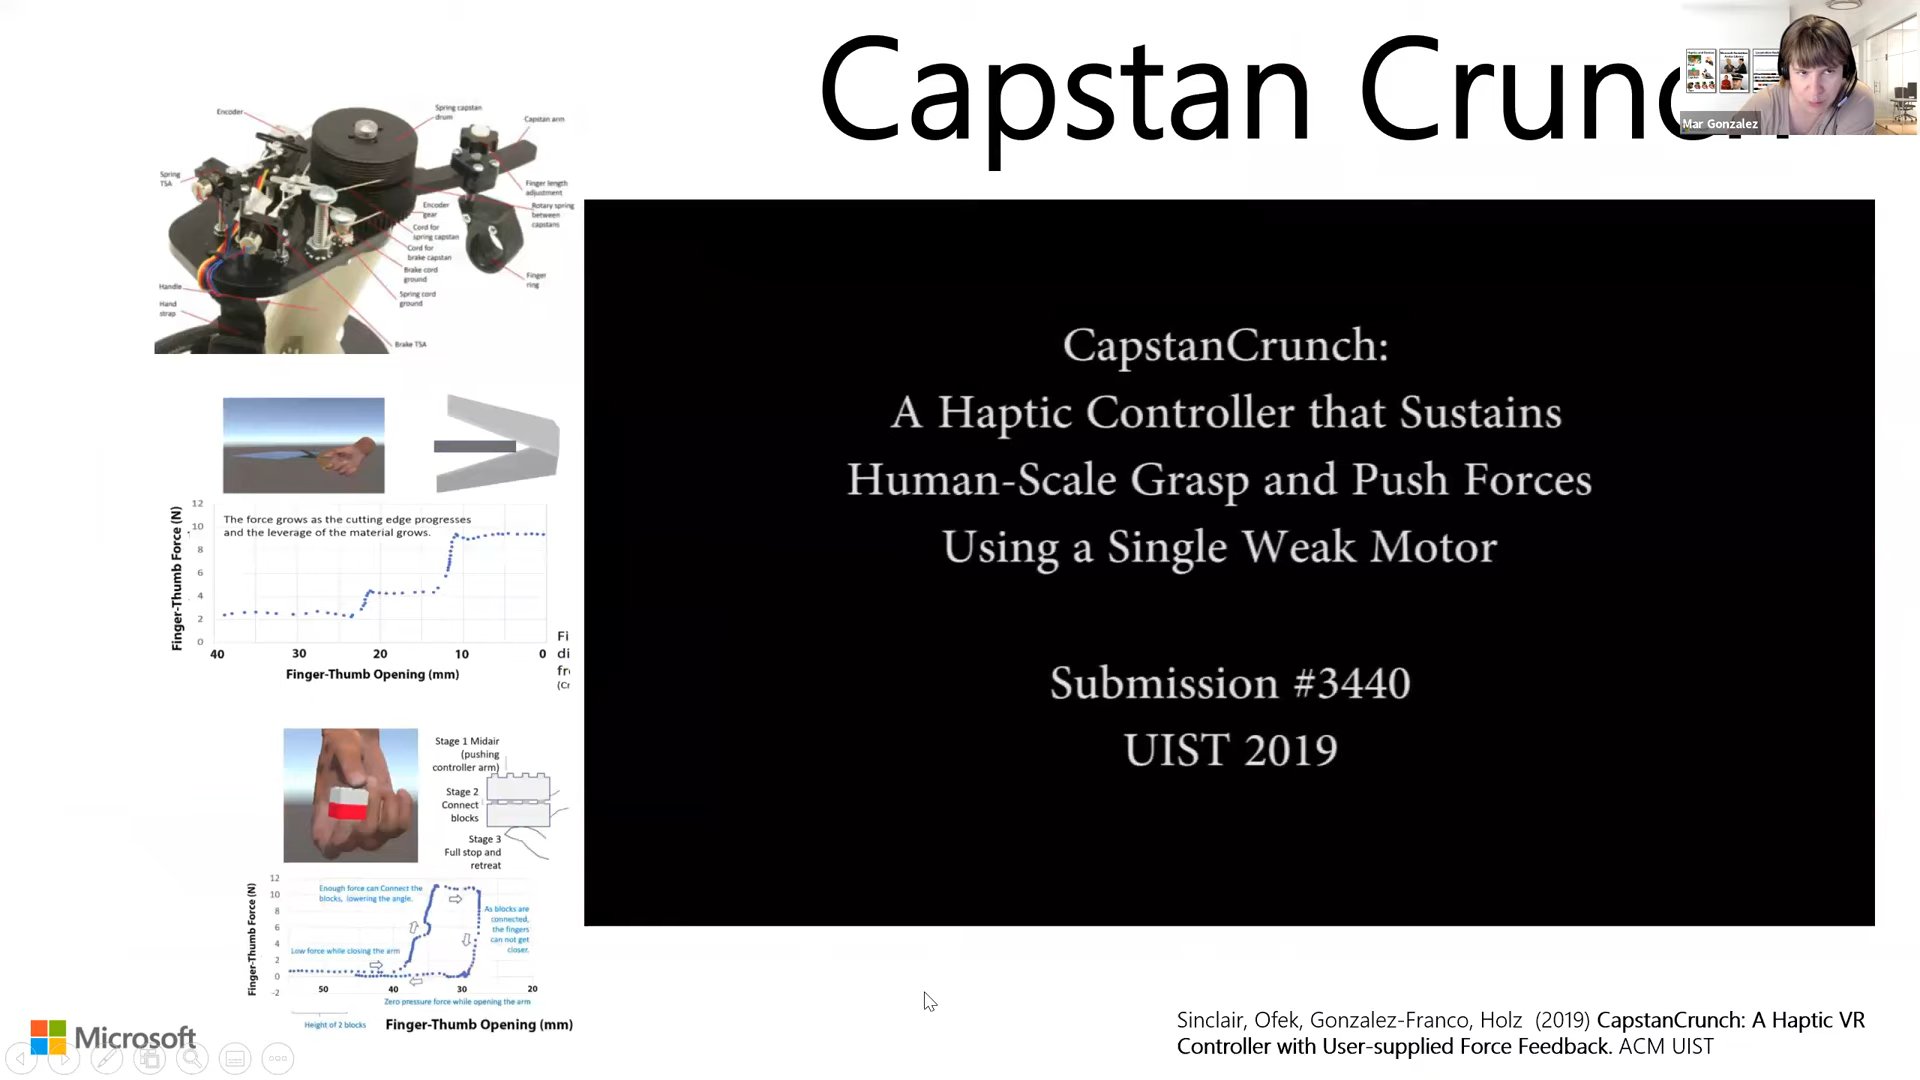 Capstan Crunch
Mar Gonzalez
Encoder
Spring capstan
drum
Capstan arm
Spring
TSA
Finger length
adjustment
Rotary spring
between
capstans
Encoder
gear
Cord for
spring capstan
Cord for
brake capstan
Brake cord
ground
Spring cord
ground
Finger
ring
Handle
Hand
strap
Brake TSA
CapstanCrunch:
A Haptic Controller that Sustains
Human-Scale Grasp and Push Forces
Using a Single Weak Motor
Submission #3440
UIST 2019
Finger-Thumb Force (N)
12
10
8
6
4
2
0
The force grows as the cutting edge progresses
and the leverage of the material grows.
40 30 20 10 0
Finger-Thumb Opening (mm)
Fi
di
fr
(Cr
Stage 1 Midair
(pushing
controller arm)
Stage 2
Connect
blocks
Stage 3
Full stop and
retreat
Finger-Thumb Force (N)
12
10
8
6
4
2
0
-2
Enough force can Connect the
blocks, lowering the angle.
As blocks are
connected,
the fingers
can not get
closer.
Low force while closing the arm
50 40 30 20
Zero pressure force while opening the arm
Height of 2 blocks
Finger-Thumb Opening (mm)
Microsoft
Sinclair, Ofek, Gonzalez-Franco, Holz (2019) CapstanCrunch: A Haptic VR
Controller with User-supplied Force Feedback. ACM UIST